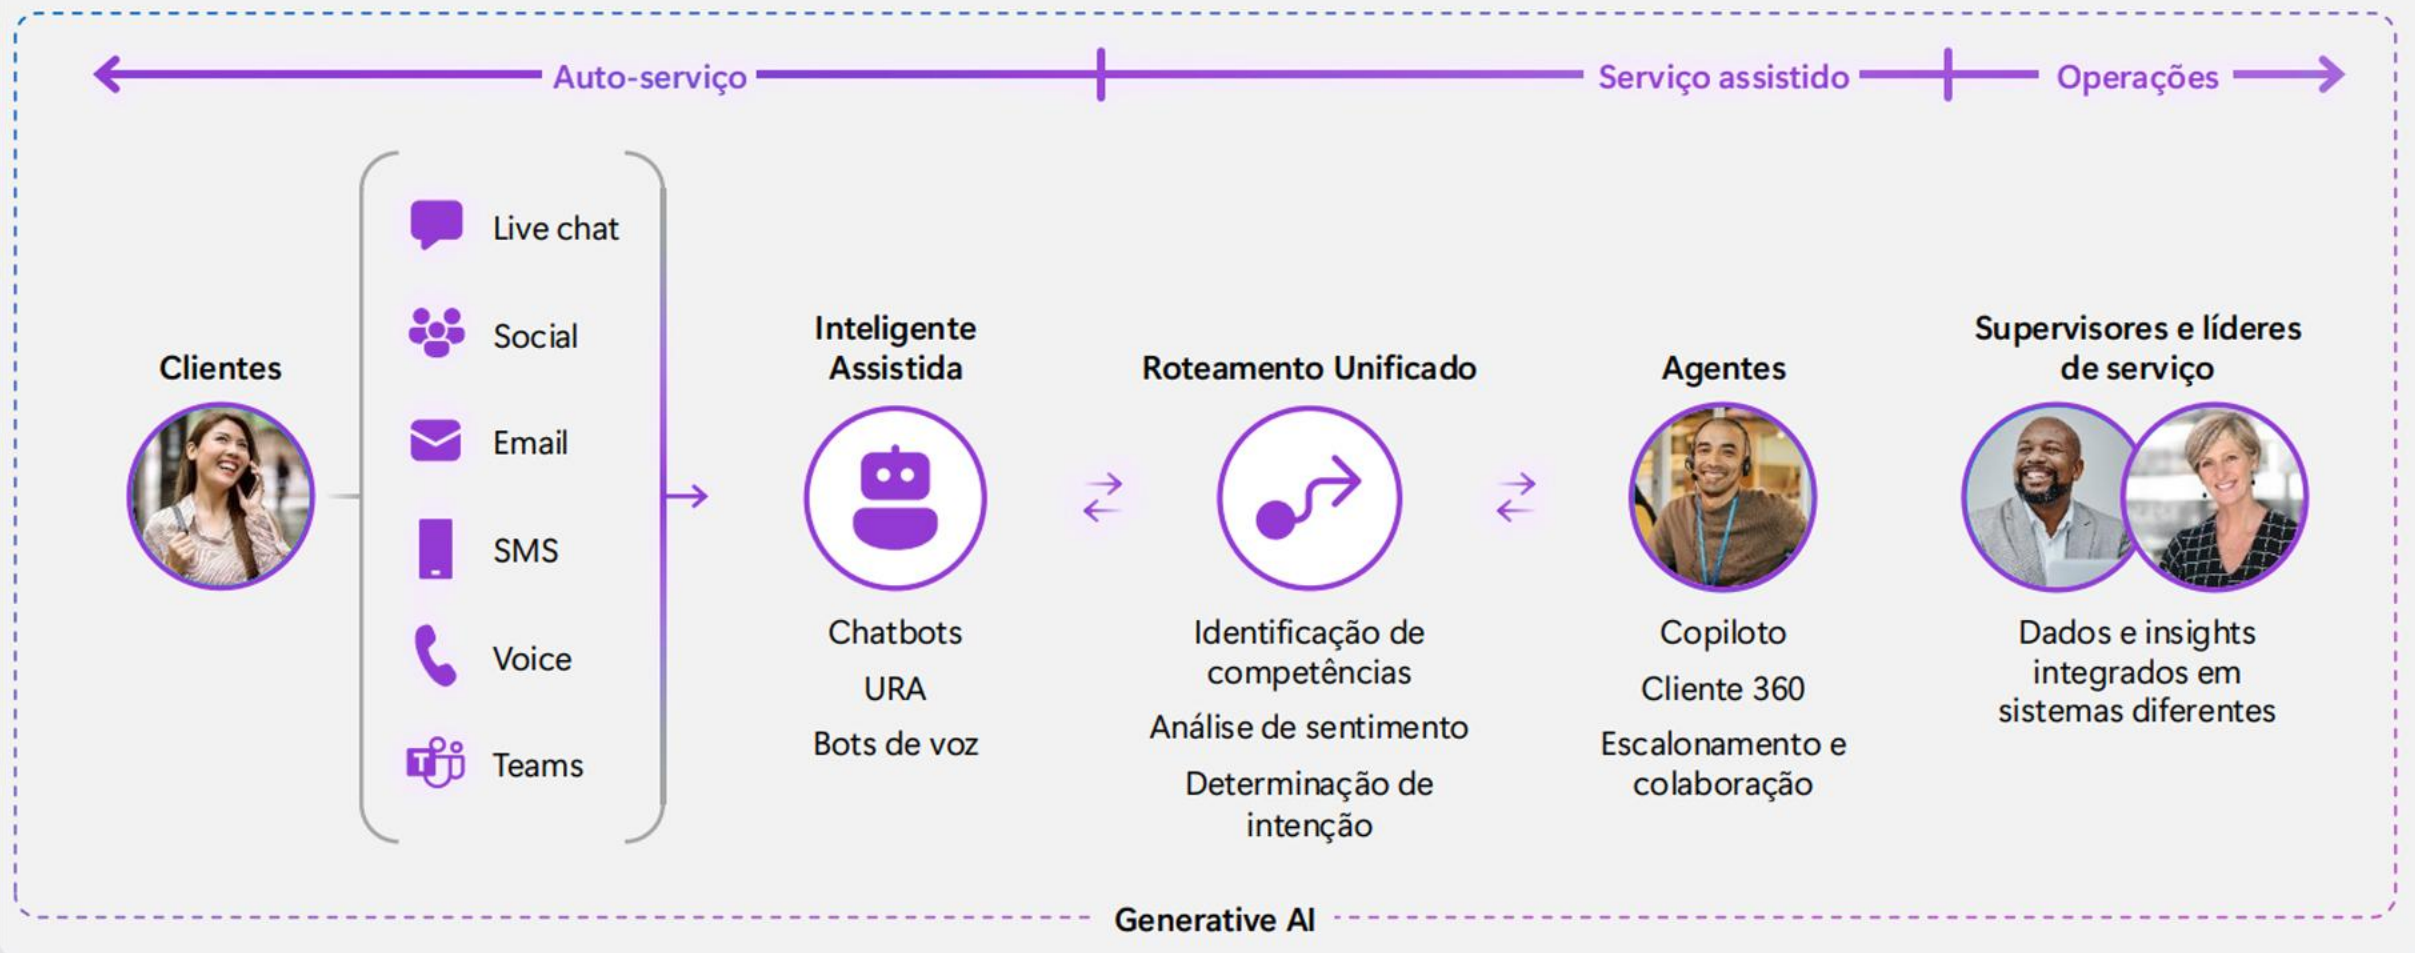 Auto-serviço
Serviço assistido
Operações
Clientes
Live chat
Social
Email
SMS
Voice
T
Teams
Inteligente
Assistida
Chatbots
URA
Bots de voz
Roteamento Unificado
Identificação de
competências
Análise de sentimento
Determinação de
intenção
Agentes
Copiloto
Cliente 360
Escalonamento e
colaboração
Supervisores e líderes
de serviço
Dados e insights
integrados em
sistemas diferentes
Generative AI